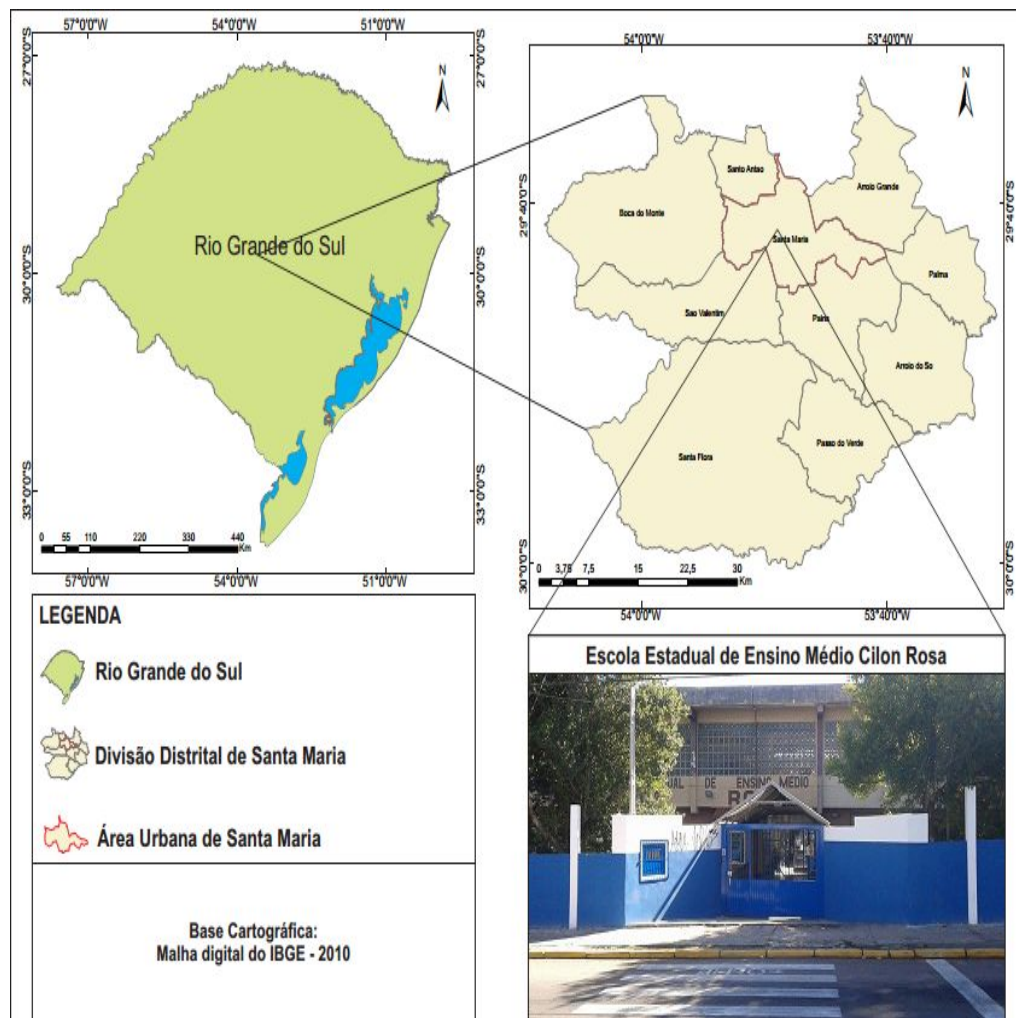 57°0'0"W
54°0'0"W
51°0'0"W
27°0'0"S
27°0'0"S
30°0'0"S
30°0'0"S
33°0'0"S
33°0'0"S
N
Rio Grande do Sul
0 55 110 220 330 440
Km
57°0'0"W
54°0'0"W
51°0'0"W
54°0'0"W
53°40'0"W
29°40'0"S
29°40'0"S
30°0'0"S
30°0'0"S
N
Santo Antao
Arroio Grande
Boca do Monte
Santa Maria
Palma
Sao Valentim
Pains
Arroio do So
Santa Flora
Passo do Verde
0 3,75 7,5 15 22,5 30
Km
54°0'0"W
53°40'0"W
LEGENDA
Rio Grande do Sul
Divisão Distrital de Santa Maria
Área Urbana de Santa Maria
Base Cartográfica:
Malha digital do IBGE - 2010
Escola Estadual de Ensino Médio Cilon Rosa
DE ENSINO MÉDIO